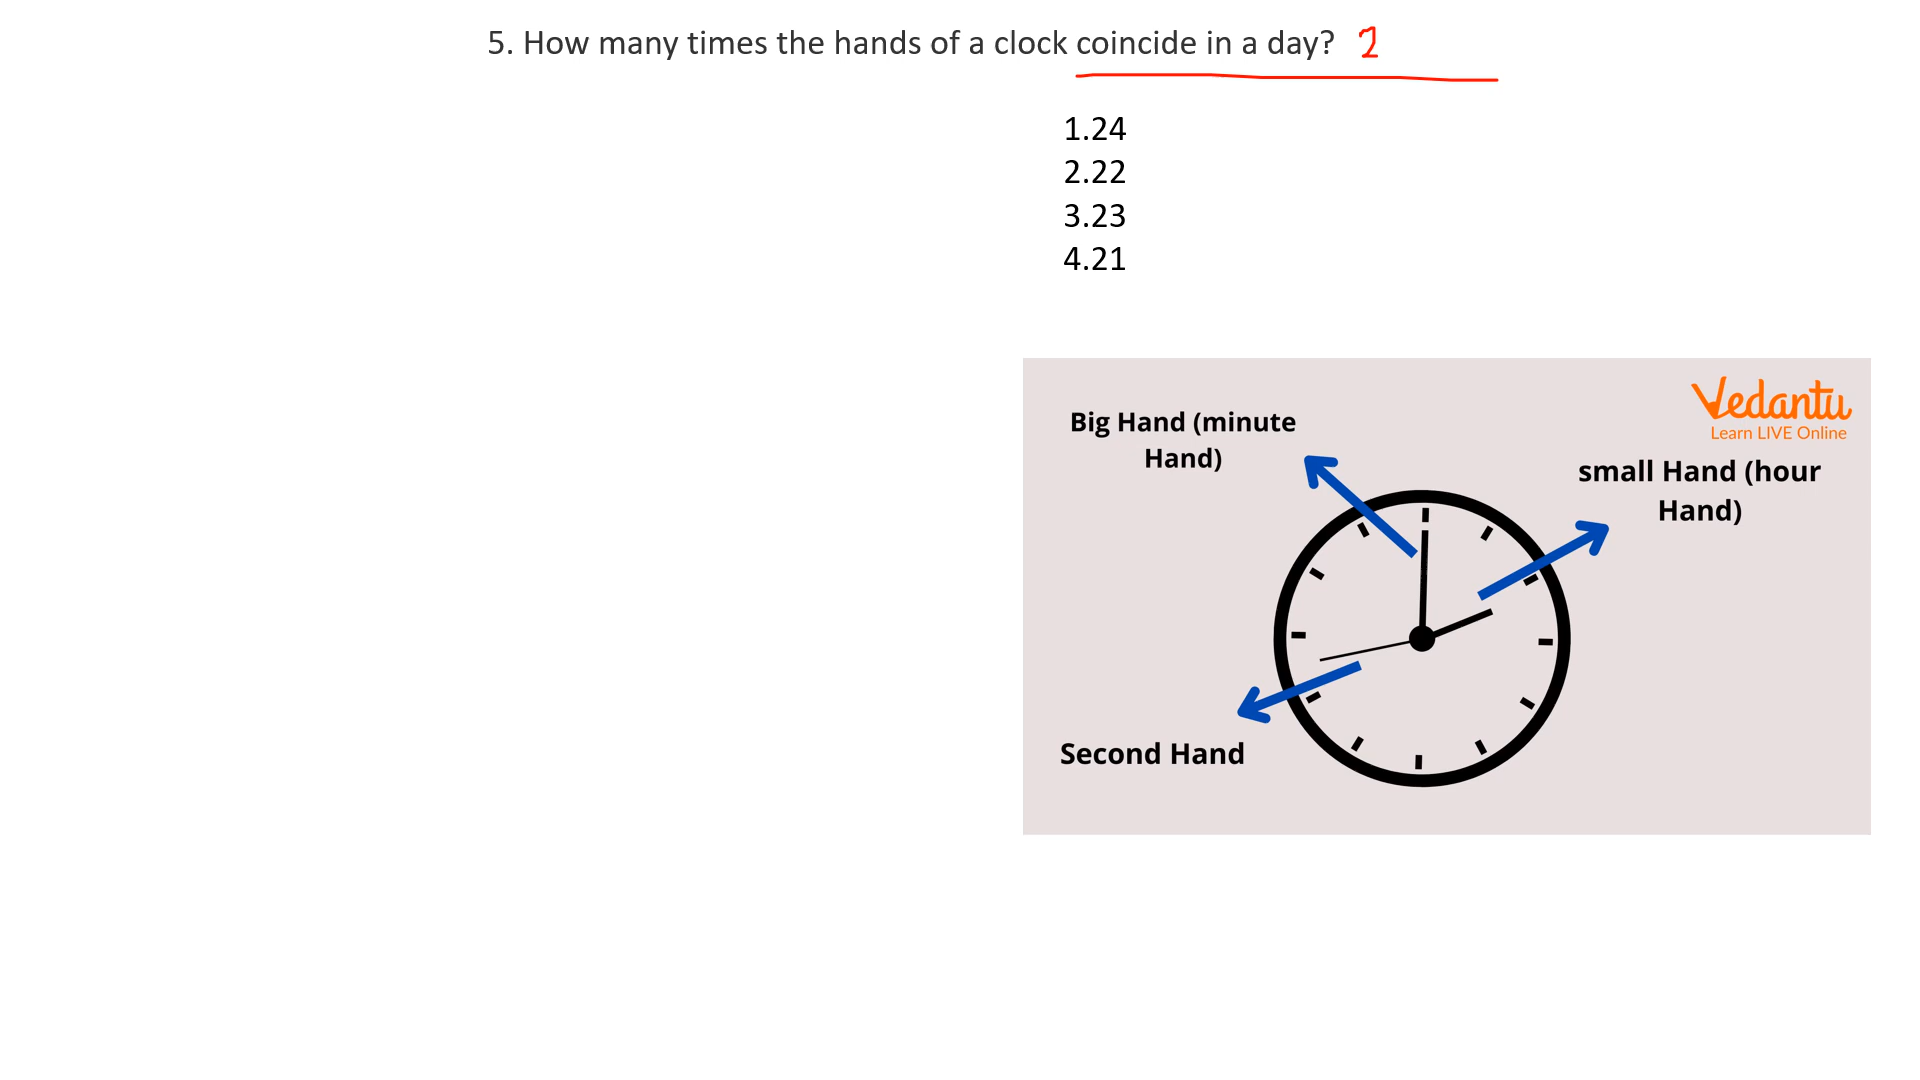 5. How many times the hands of a clock coincide in a day? 2
1.24
2.22
3.23
4.21
Vedantu
Learn LIVE Online
Big Hand (minute
Hand)
small Hand (hour
Hand)
Second Hand